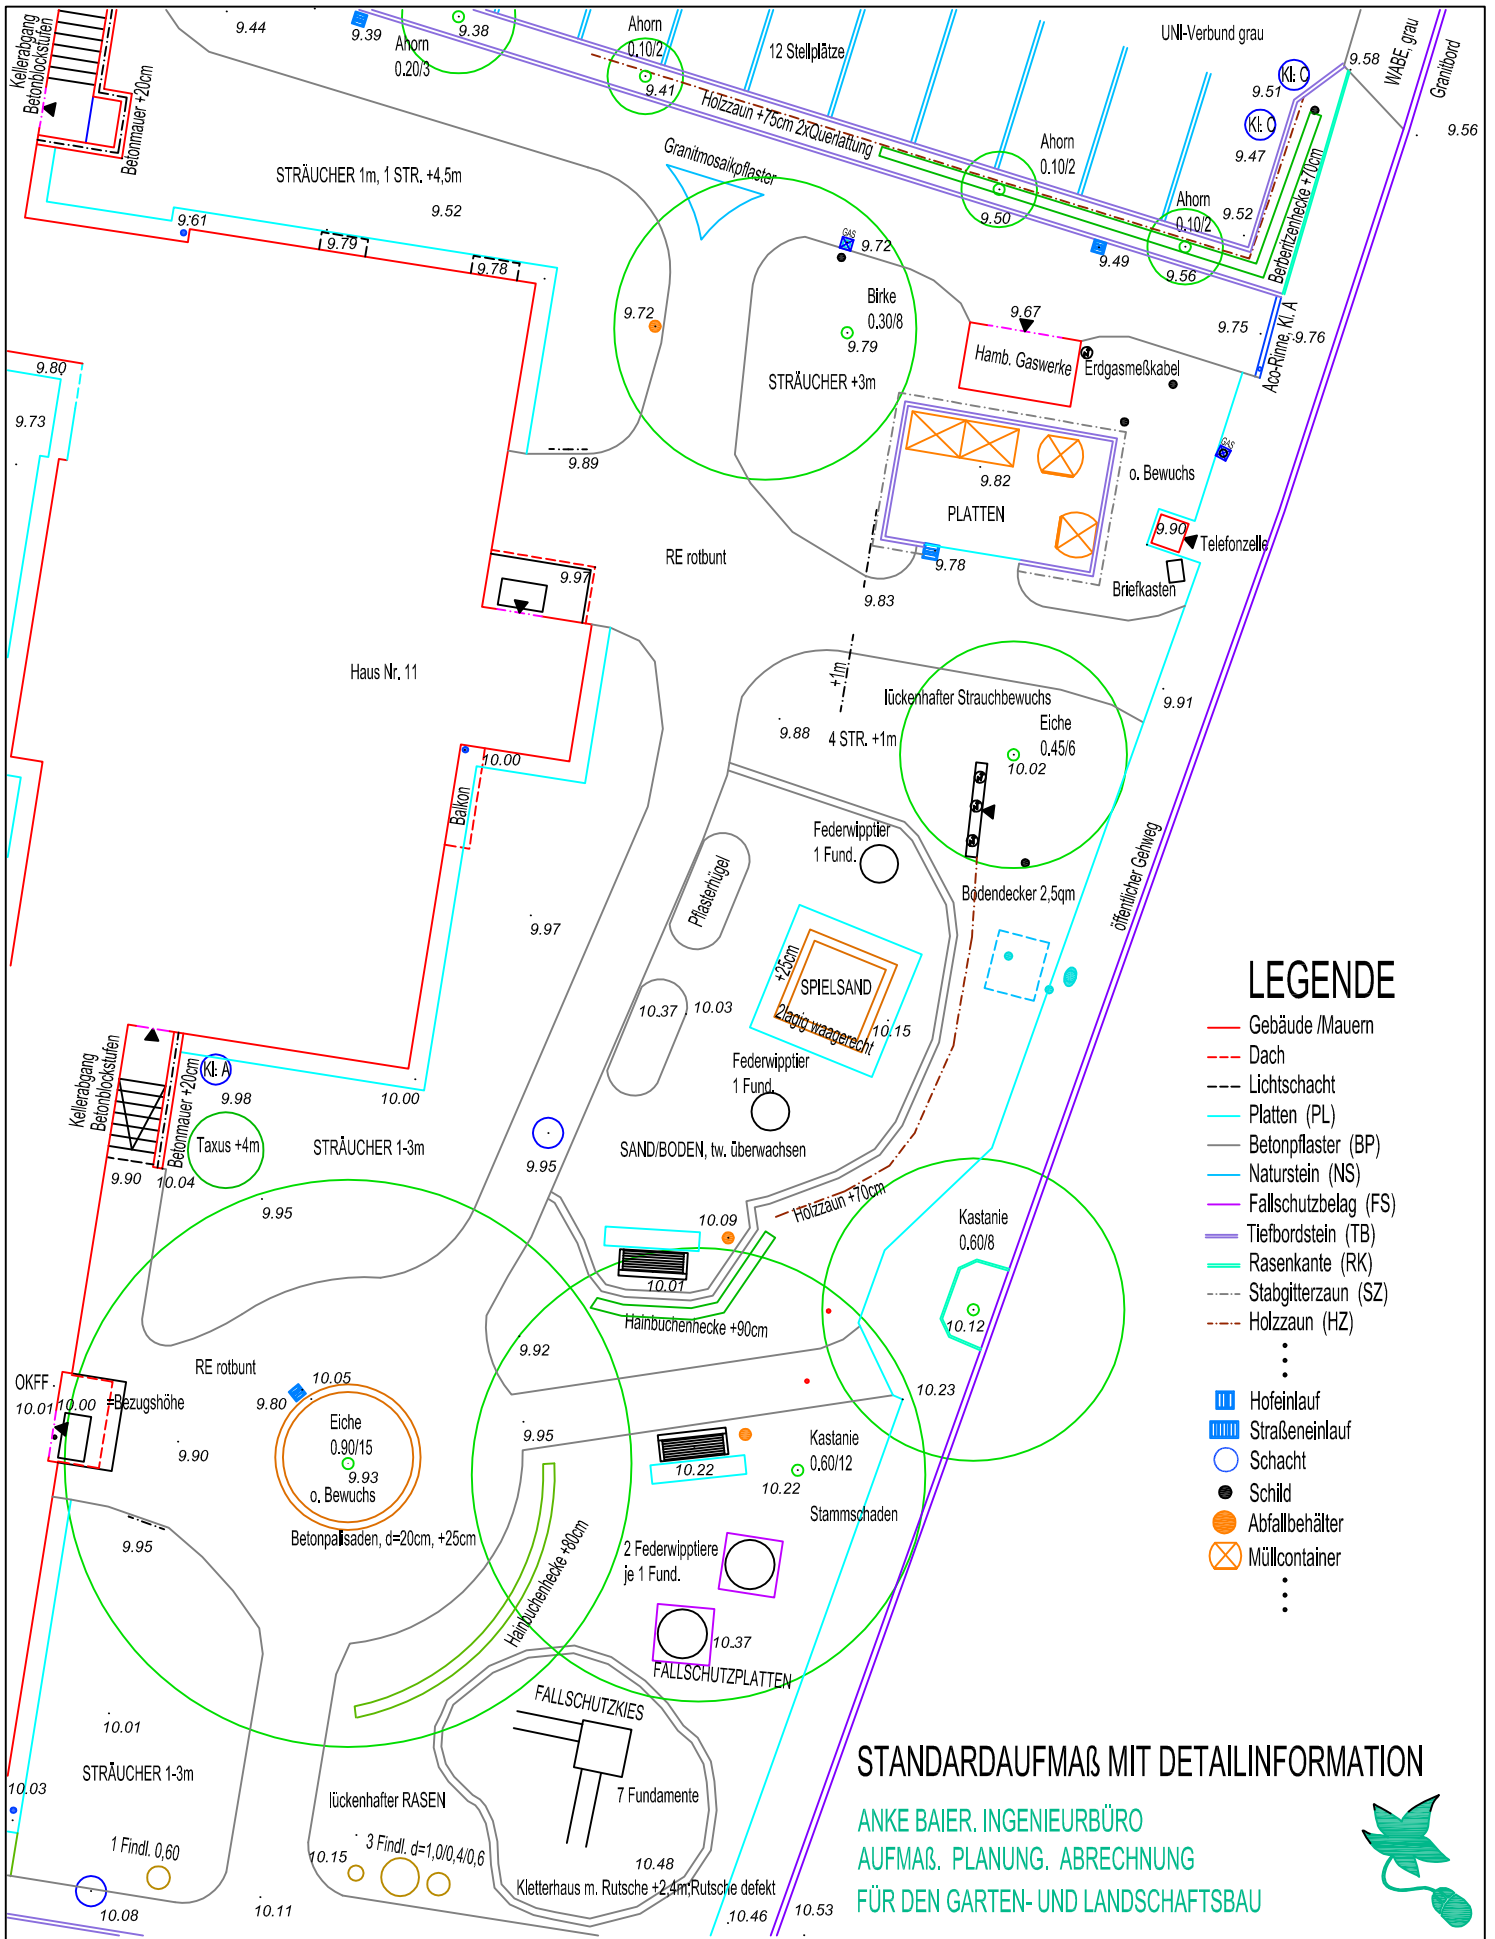 Kellerabgang
Betonblockstufen
Betonmauer +20cm
9.44
9.39
Ahorn
0.20/3
9.38
Ahorn
0.10/2
9.41
12 Stellplätze
UNI-Verbund grau
9.58
WABE, grau
Granitbord
9.56
9.51
Kl: C
Kl: C
9.47
Holzzaun +75cm 2xQuerlattung
Granitmosaikpflaster
Ahorn
0.10/2
9.50
Ahorn
0.10/2
9.52
9.56
9.49
Berberitzenhecke +70cm
STRÄUCHER 1m, 1 STR. +4,5m
9.52
9.61
9.79
9.78
GAS
9.72
9.72
Birke
0.30/8
9.79
STRÄUCHER +3m
9.67
Hamb. Gaswerke
Erdgasmeßkabel
9.75
9.76
Aco-Rinne, Kl. A
9.80
9.73
9.89
9.82
PLATTEN
GAS
o. Bewuchs
9.90
Telefonzelle
Briefkasten
9.78
9.83
RE rotbunt
9.97
Haus Nr. 11
+1m
lückenhafter Strauchbewuchs
9.91
9.88
4 STR. +1m
Eiche
0.45/6
10.02
10.00
Balkon
Federwipptier
1 Fund.
Pflasterhügel
Bodendecker 2,5qm
öffentlicher Gehweg
9.97
+25cm
SPIELSAND
2lagig waagerecht
10.15
10.37
10.03
Federwipptier
1 Fund.
Kellerabgang
Betonblockstufen
Betonmauer +20cm
Kl: A
9.98
10.00
Taxus +4m
STRÄUCHER 1-3m
9.90
10.04
9.95
9.95
SAND/BODEN, tw. überwachsen
Holzzaun +70cm
10.09
10.01
Hainbuchenhecke +90cm
Kastanie
0.60/8
10.12
9.92
RE rotbunt
OKFF
10.01
10.00
=Bezugshöhe
10.05
9.80
Eiche
0.90/15
9.93
o. Bewuchs
9.90
Betonpalisaden, d=20cm, +25cm
9.95
9.95
10.23
10.22
Kastanie
0.60/12
10.22
Stammschaden
Hainbuchenhecke +80cm
2 Federwipptiere
je 1 Fund.
10.37
FALLSCHUTZPLATTEN
FALLSCHUTZKIES
7 Fundamente
10.01
STRÄUCHER 1-3m
10.03
lückenhafter RASEN
1 Findl. 0,60
10.15
3 Findl. d=1,0/0,4/0,6
10.48
Kletterhaus m. Rutsche +2,4m,Rutsche defekt
10.08
10.11
10.46
10.53
LEGENDE
Gebäude /Mauern
Dach
Lichtschacht
Platten (PL)
Betonpflaster (BP)
Naturstein (NS)
Fallschutzbelag (FS)
Tiefbordstein (TB)
Rasenkante (RK)
Stabgitterzaun (SZ)
Holzzaun (HZ)
Hofeinlauf
Straßeneinlauf
Schacht
Schild
Abfallbehälter
Müllcontainer
STANDARDAUFMAß MIT DETAILINFORMATION
ANKE BAIER. INGENIEURBÜRO
AUFMAß. PLANUNG. ABRECHNUNG
FÜR DEN GARTEN- UND LANDSCHAFTSBAU